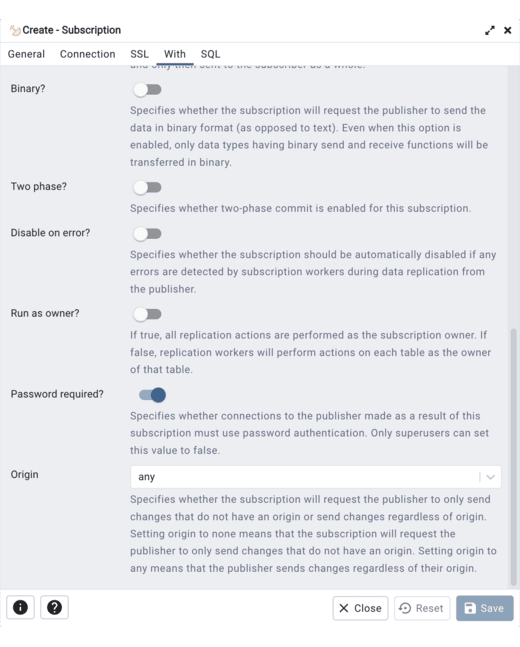 Create - Subscription
General Connection SSL With SQL
and only then sent to the subscriber as a whole.
Binary?
Specifies whether the subscription will request the publisher to send the
data in binary format (as opposed to text). Even when this option is
enabled, only data types having binary send and receive functions will be
transferred in binary.
Two phase?
Specifies whether two-phase commit is enabled for this subscription.
Disable on error?
Specifies whether the subscription should be automatically disabled if any
errors are detected by subscription workers during data replication from
the publisher.
Run as owner?
If true, all replication actions are performed as the subscription owner. If
false, replication workers will perform actions on each table as the owner
of that table.
Password required?
Specifies whether connections to the publisher made as a result of this
subscription must use password authentication. Only superusers can set
this value to false.
Origin
any
Specifies whether the subscription will request the publisher to only send
changes that do not have an origin or send changes regardless of origin.
Setting origin to none means that the subscription will request the
publisher to only send changes that do not have an origin. Setting origin to
any means that the publisher sends changes regardless of their origin.
Close Reset Save